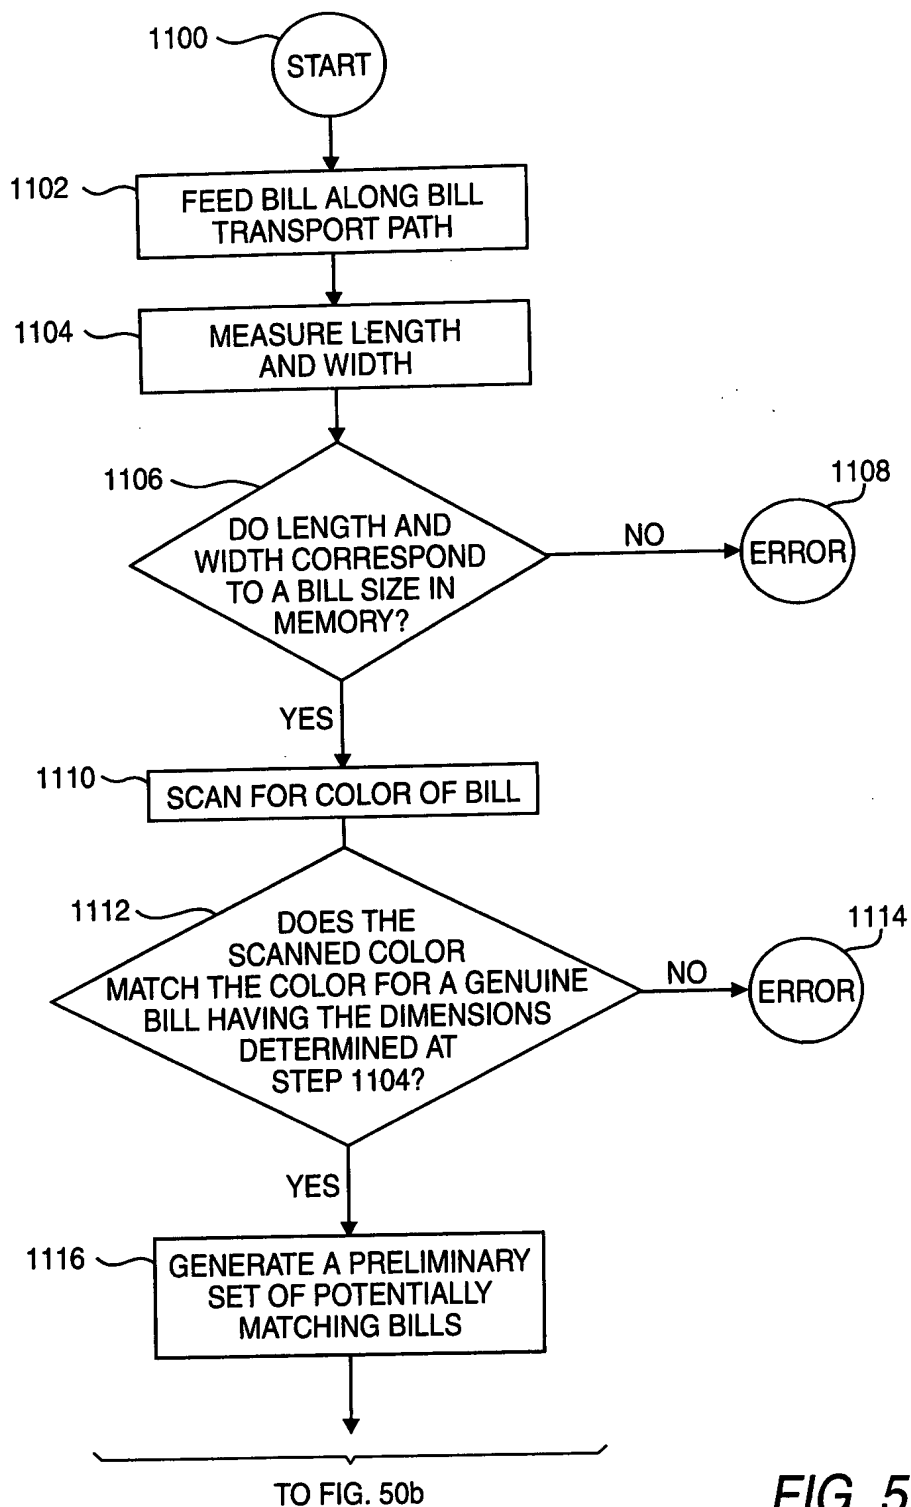 1100
START
1102
FEED BILL ALONG BILL
TRANSPORT PATH
1104
MEASURE LENGTH
AND WIDTH
1106
DO LENGTH AND
WIDTH CORRESPOND
TO A BILL SIZE IN
MEMORY?
NO
1108
ERROR
YES
1110
SCAN FOR COLOR OF BILL
1112
DOES THE
SCANNED COLOR
MATCH THE COLOR FOR A GENUINE
BILL HAVING THE DIMENSIONS
DETERMINED AT
STEP 1104?
NO
1114
ERROR
YES
1116
GENERATE A PRELIMINARY
SET OF POTENTIALLY
MATCHING BILLS
TO FIG. 50b
FIG. 5